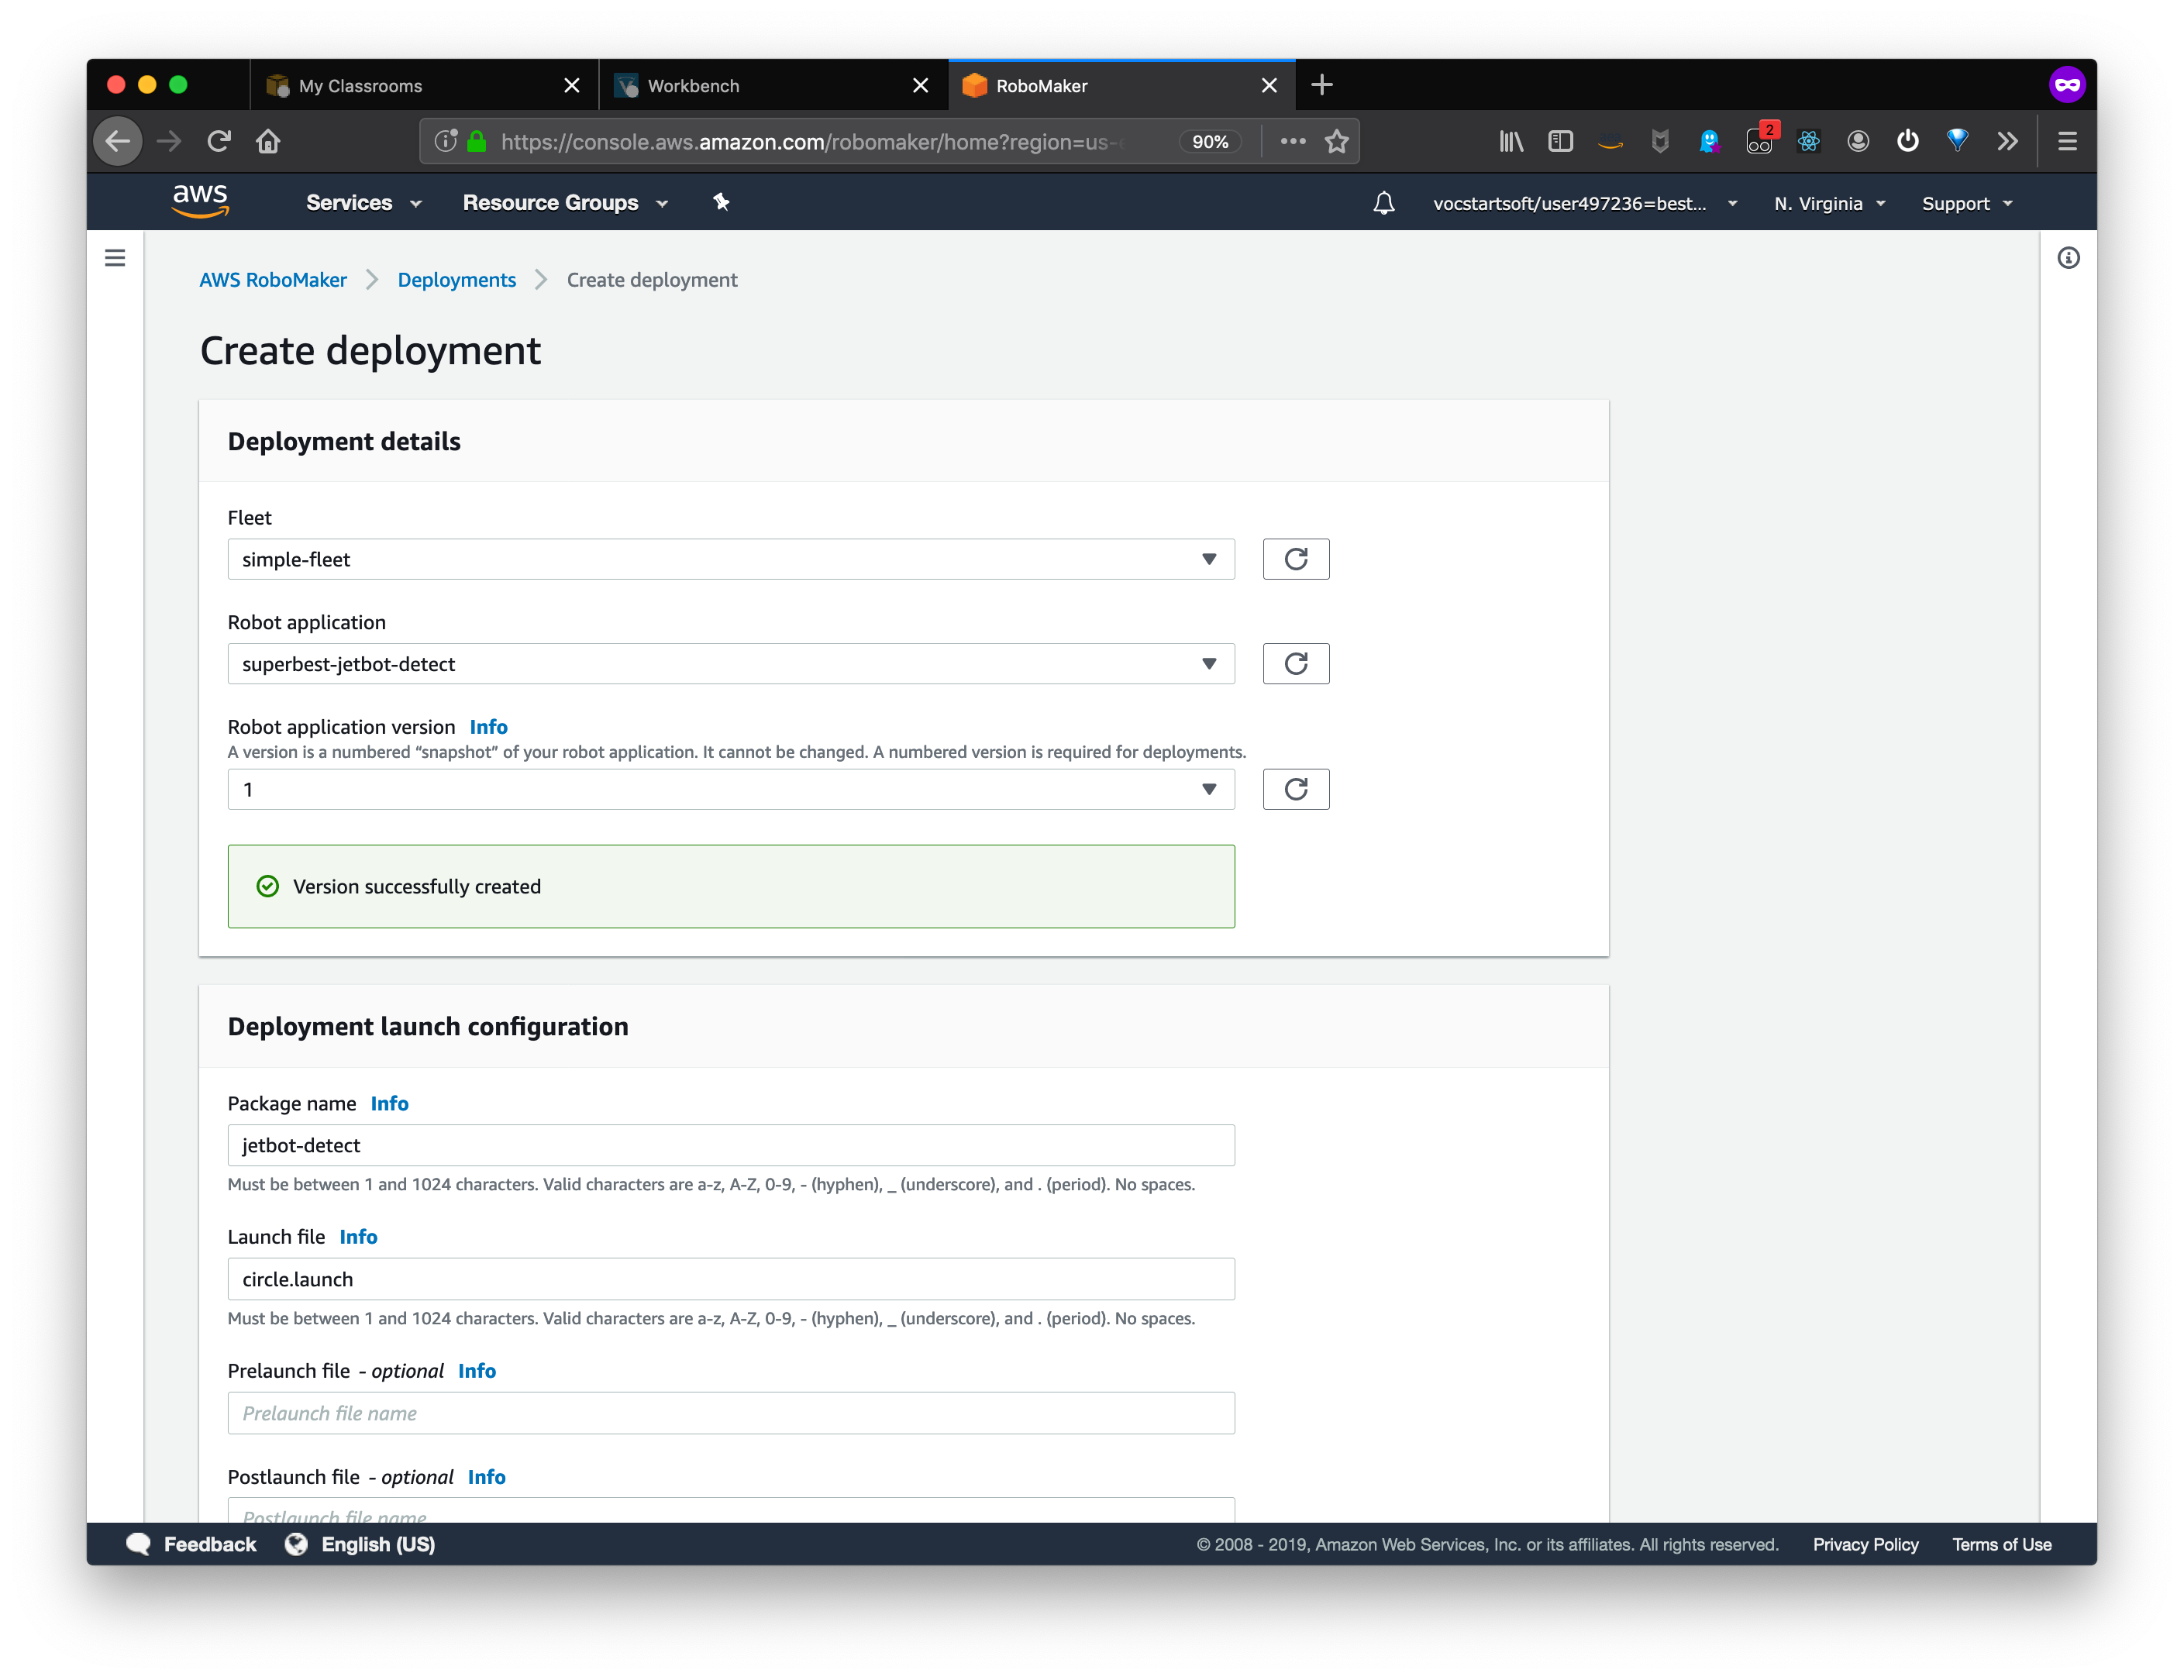 My Classrooms
Workbench
RoboMaker
https://console.aws.amazon.com/robomaker/home?region=us-e
90%
2
aws
Services
Resource Groups
vocstartsoft/user497236=best...
N. Virginia
Support
AWS RoboMaker
Deployments
Create deployment
Create deployment
Deployment details
Fleet
simple-fleet
Robot application
superbest-jetbot-detect
Robot application version Info
A version is a numbered “snapshot” of your robot application. It cannot be changed. A numbered version is required for deployments.
1
Version successfully created
Deployment launch configuration
Package name Info
jetbot-detect
Must be between 1 and 1024 characters. Valid characters are a-z, A-Z, 0-9, - (hyphen), _ (underscore), and . (period). No spaces.
Launch file Info
circle.launch
Must be between 1 and 1024 characters. Valid characters are a-z, A-Z, 0-9, - (hyphen), _ (underscore), and . (period). No spaces.
Prelaunch file - optional Info
Prelaunch file name
Postlaunch file - optional Info
Postlaunch file name
Feedback
English (US)
© 2008 - 2019, Amazon Web Services, Inc. or its affiliates. All rights reserved.
Privacy Policy
Terms of Use